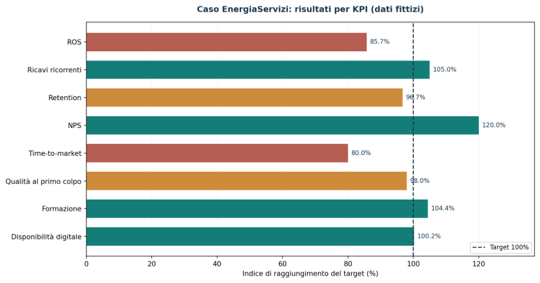 Caso EnergiaServizi: risultati per KPI (dati fittizi)
ROS
85.7%
Ricavi ricorrenti
105.0%
Retention
96.7%
NPS
120.0%
Time-to-market
80.0%
Qualità al primo colpo
98.0%
Formazione
104.4%
Disponibilità digitale
100.2%
Target 100%
0
20
40
60
80
100
120
Indice di raggiungimento del target (%)